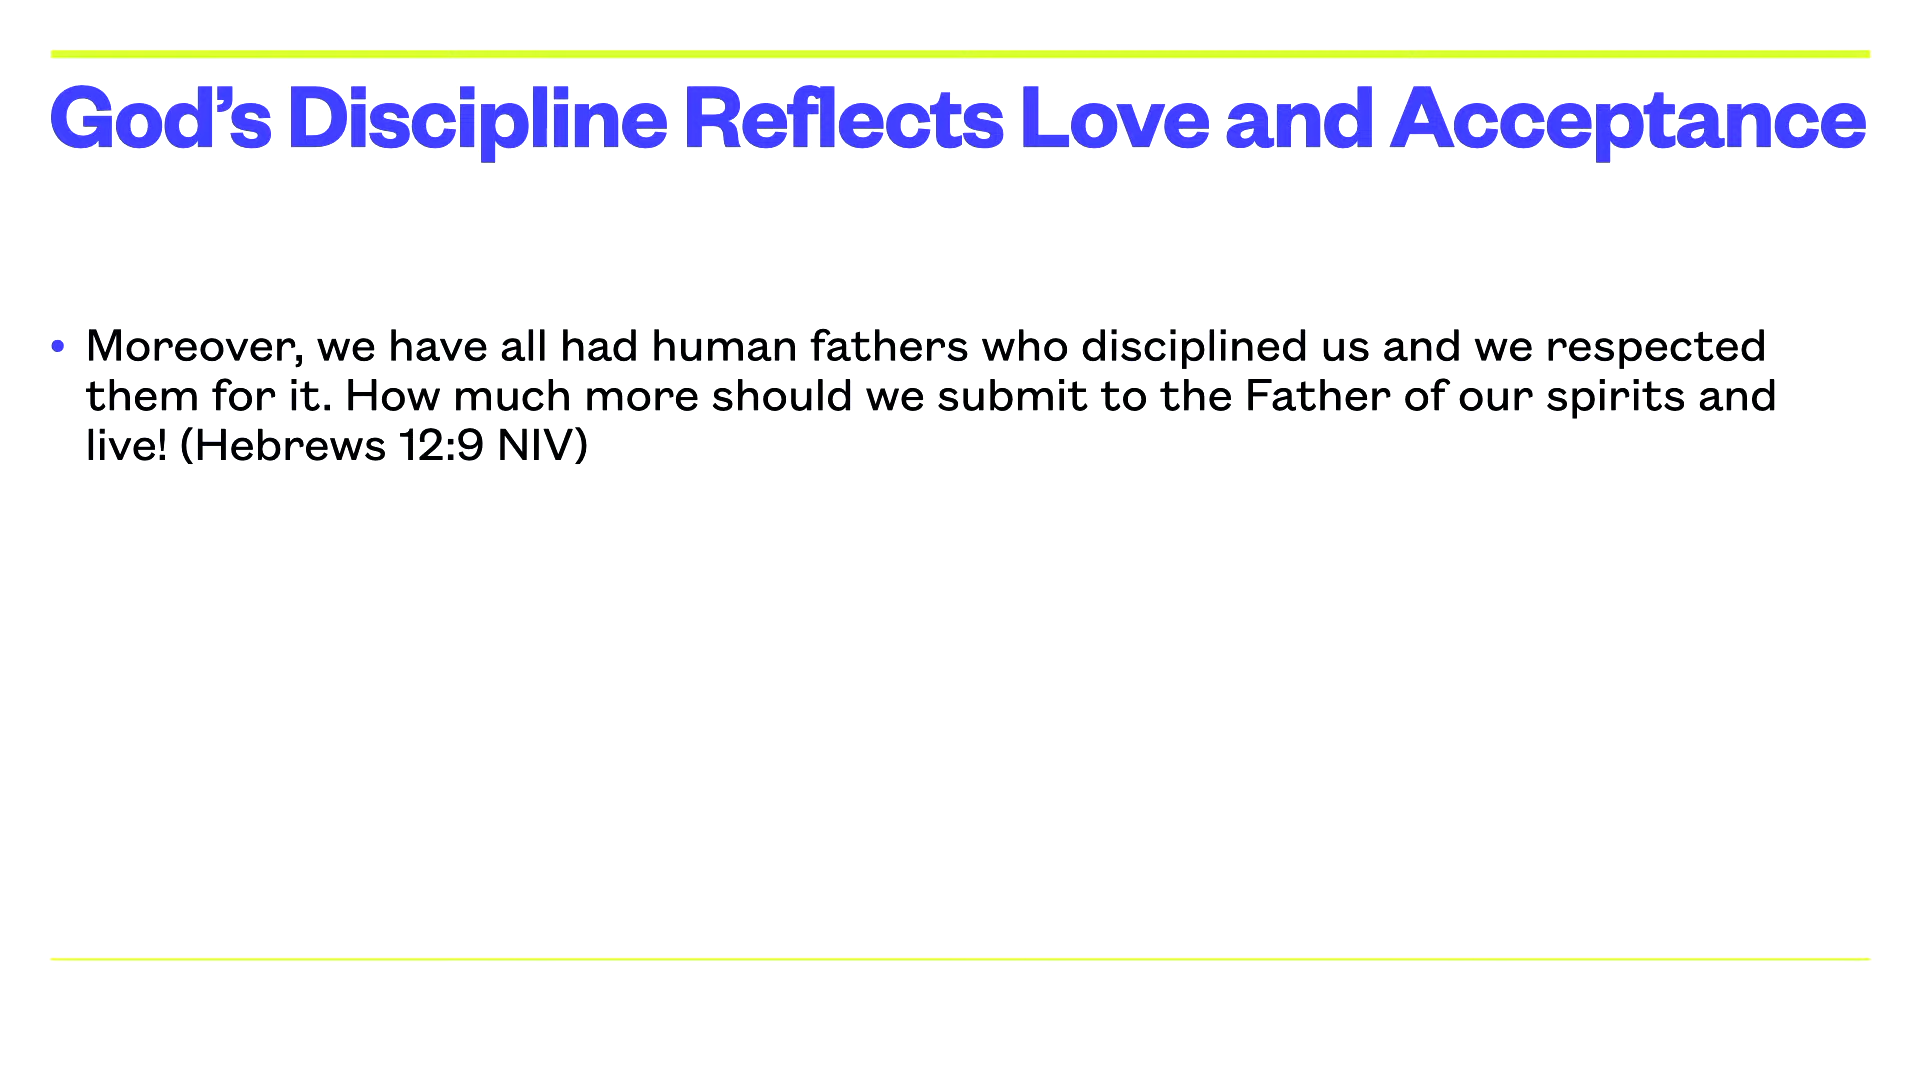 God’s Discipline Reflects Love and Acceptance
• Moreover, we have all had human fathers who disciplined us and we respected
them for it. How much more should we submit to the Father of our spirits and
live! (Hebrews 12:9 NIV)